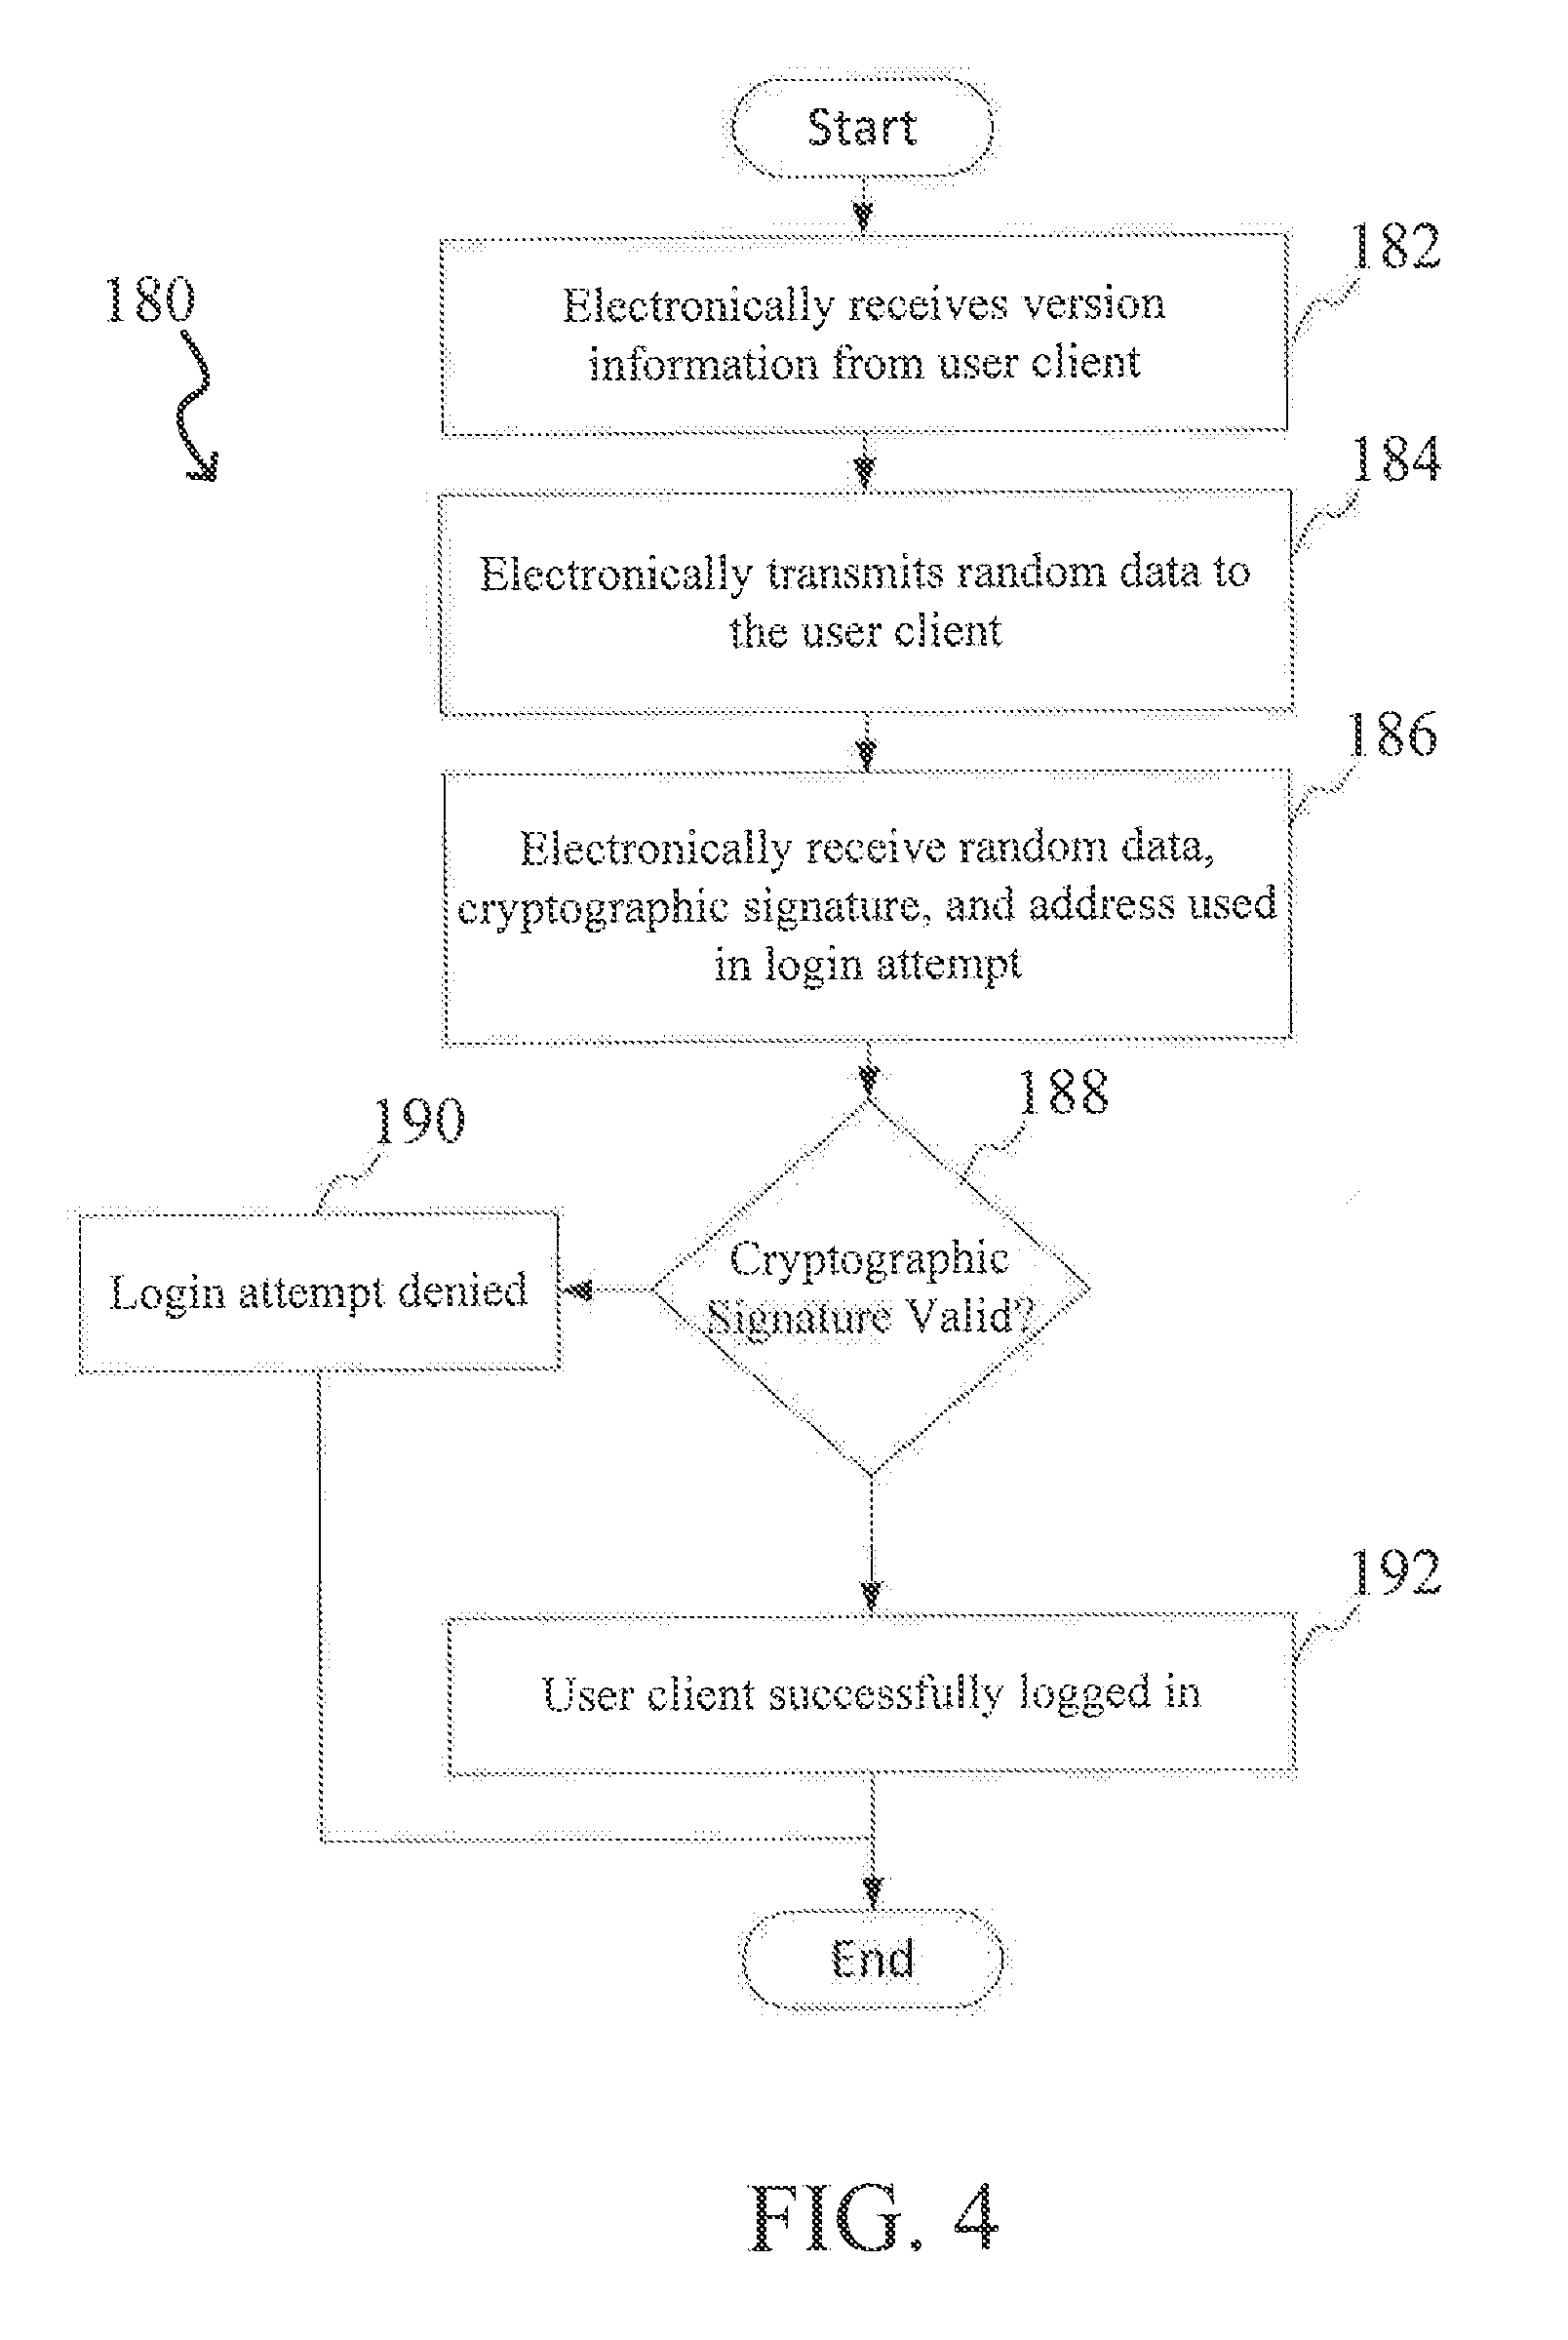 Start
182
180
Electronically receives version
information from user client
184
Electronically transmits random data to
the user client
186
Electronically receive random data,
cryptographic signature, and address used
in login attempt
188
190
Cryptographic
Signature Valid?
Login attempt denied
192
User client successfully logged in
End
FIG. 4